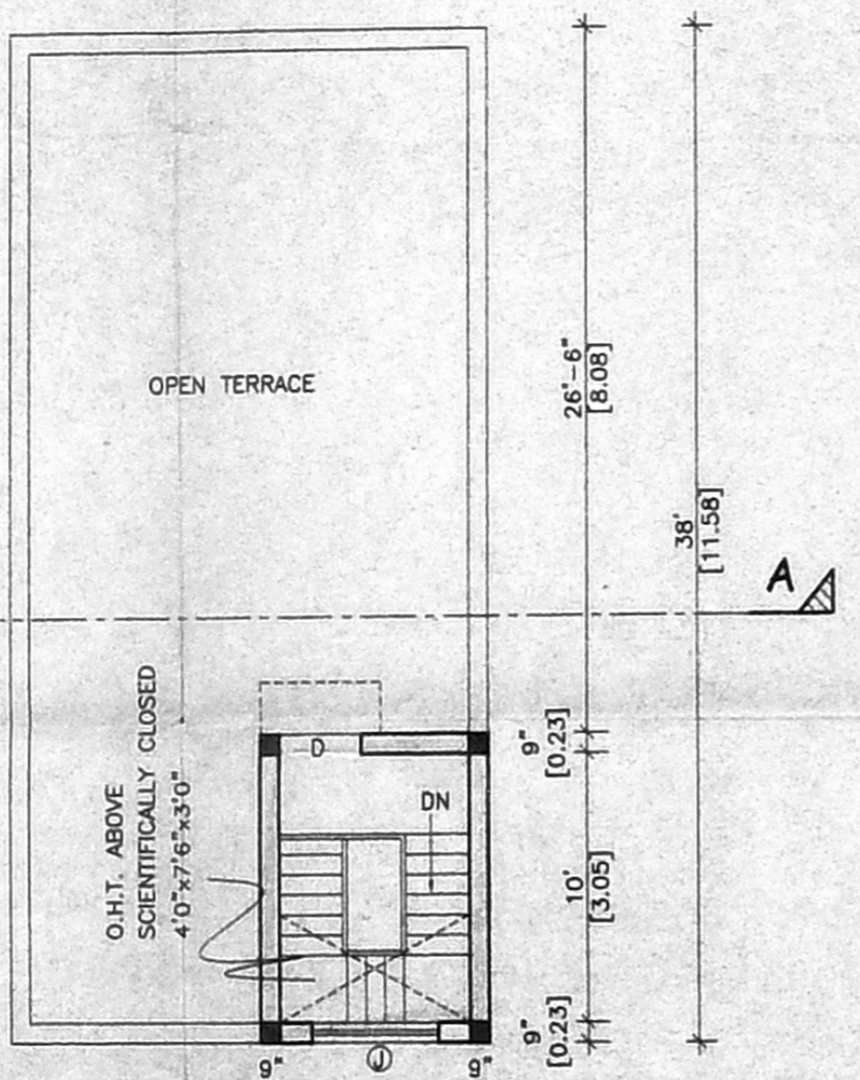 OPEN TERRACE
26'-6"
[8.08]
38'
[11.58]
A
O.H.T. ABOVE
SCIENTIFICALLY CLOSED
4'0"x7'6"x3'0"
D
DN
9"
[0.23]
10'
[3.05]
9"
[0.23]
9"
J
9"